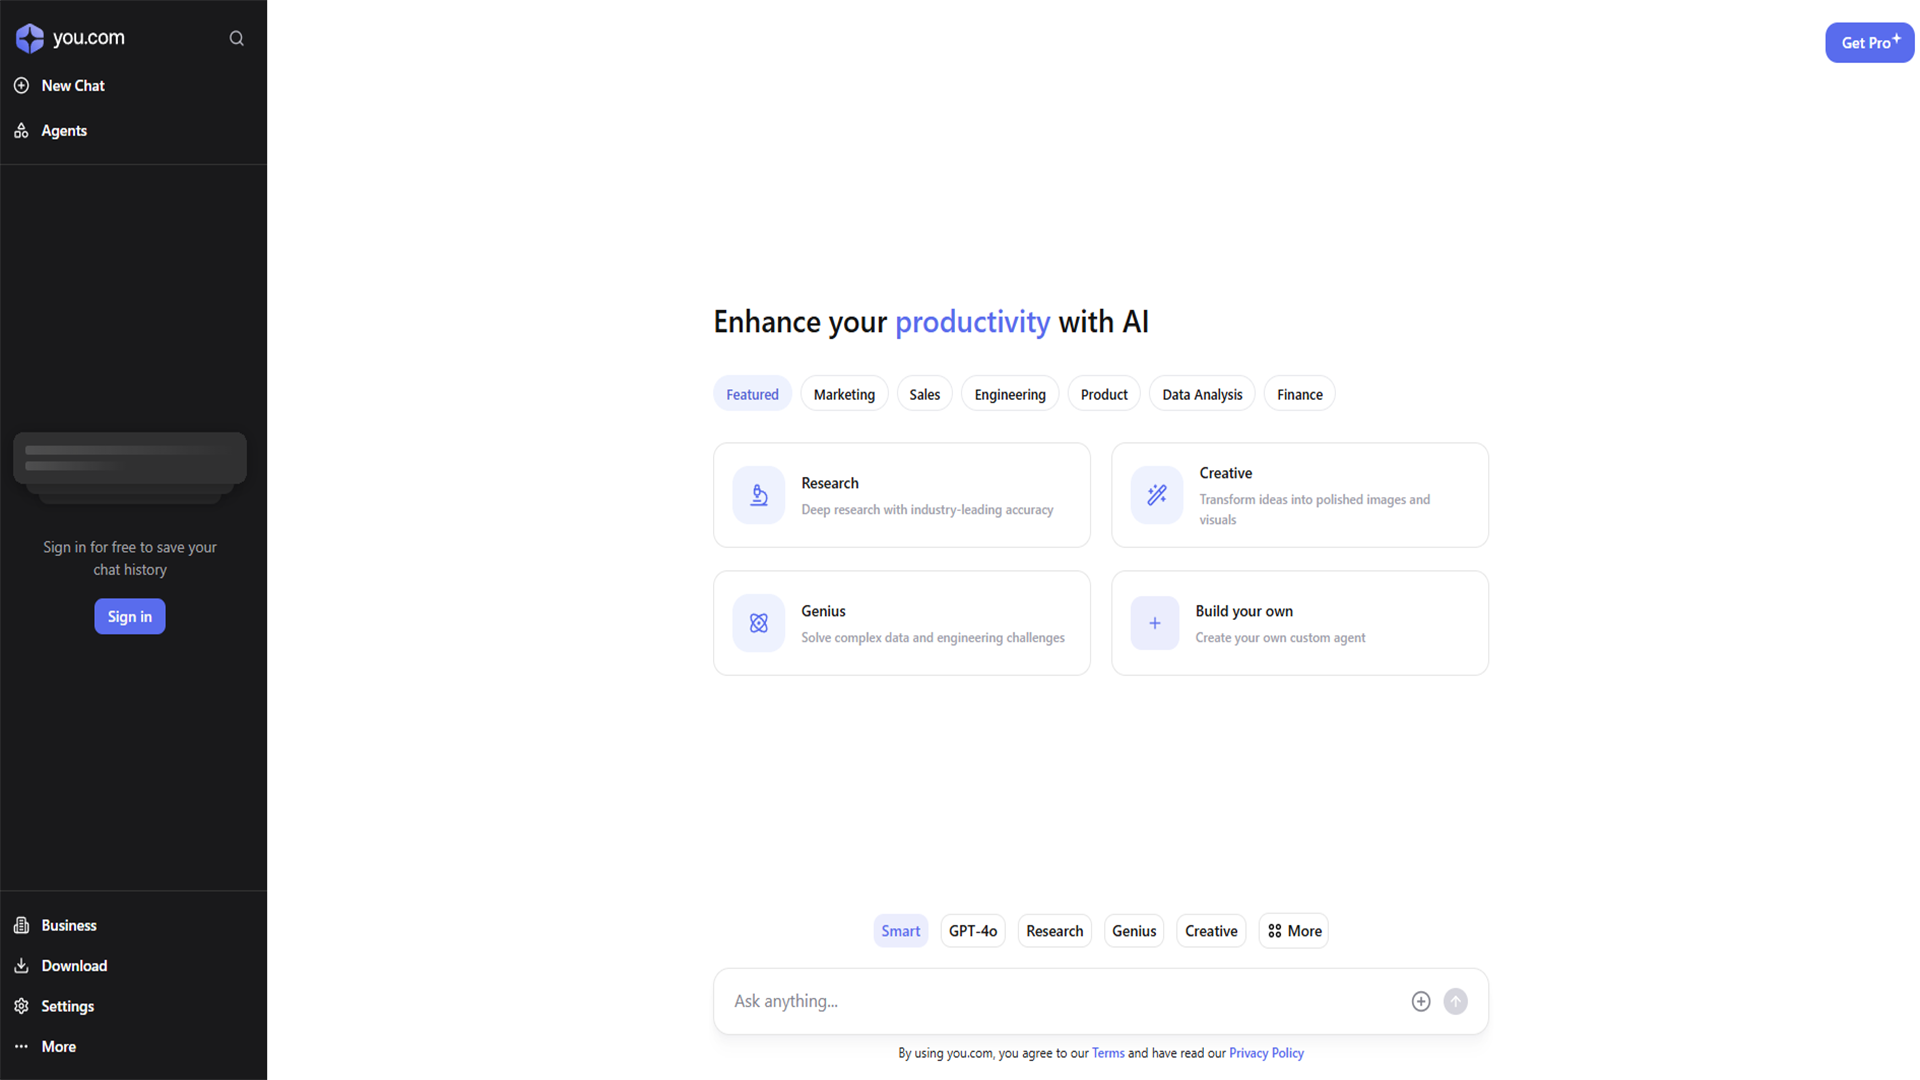 you.com
New Chat
Agents
Sign in for free to save your
chat history
Sign in
Business
Download
Settings
More
Get Pro
Enhance your productivity with AI
Featured
Marketing
Sales
Engineering
Product
Data Analysis
Finance
Research
Deep research with industry-leading accuracy
Creative
Transform ideas into polished images and
visuals
Genius
Solve complex data and engineering challenges
Build your own
Create your own custom agent
Smart
GPT-4o
Research
Genius
Creative
More
Ask anything...
By using you.com, you agree to our Terms and have read our Privacy Policy